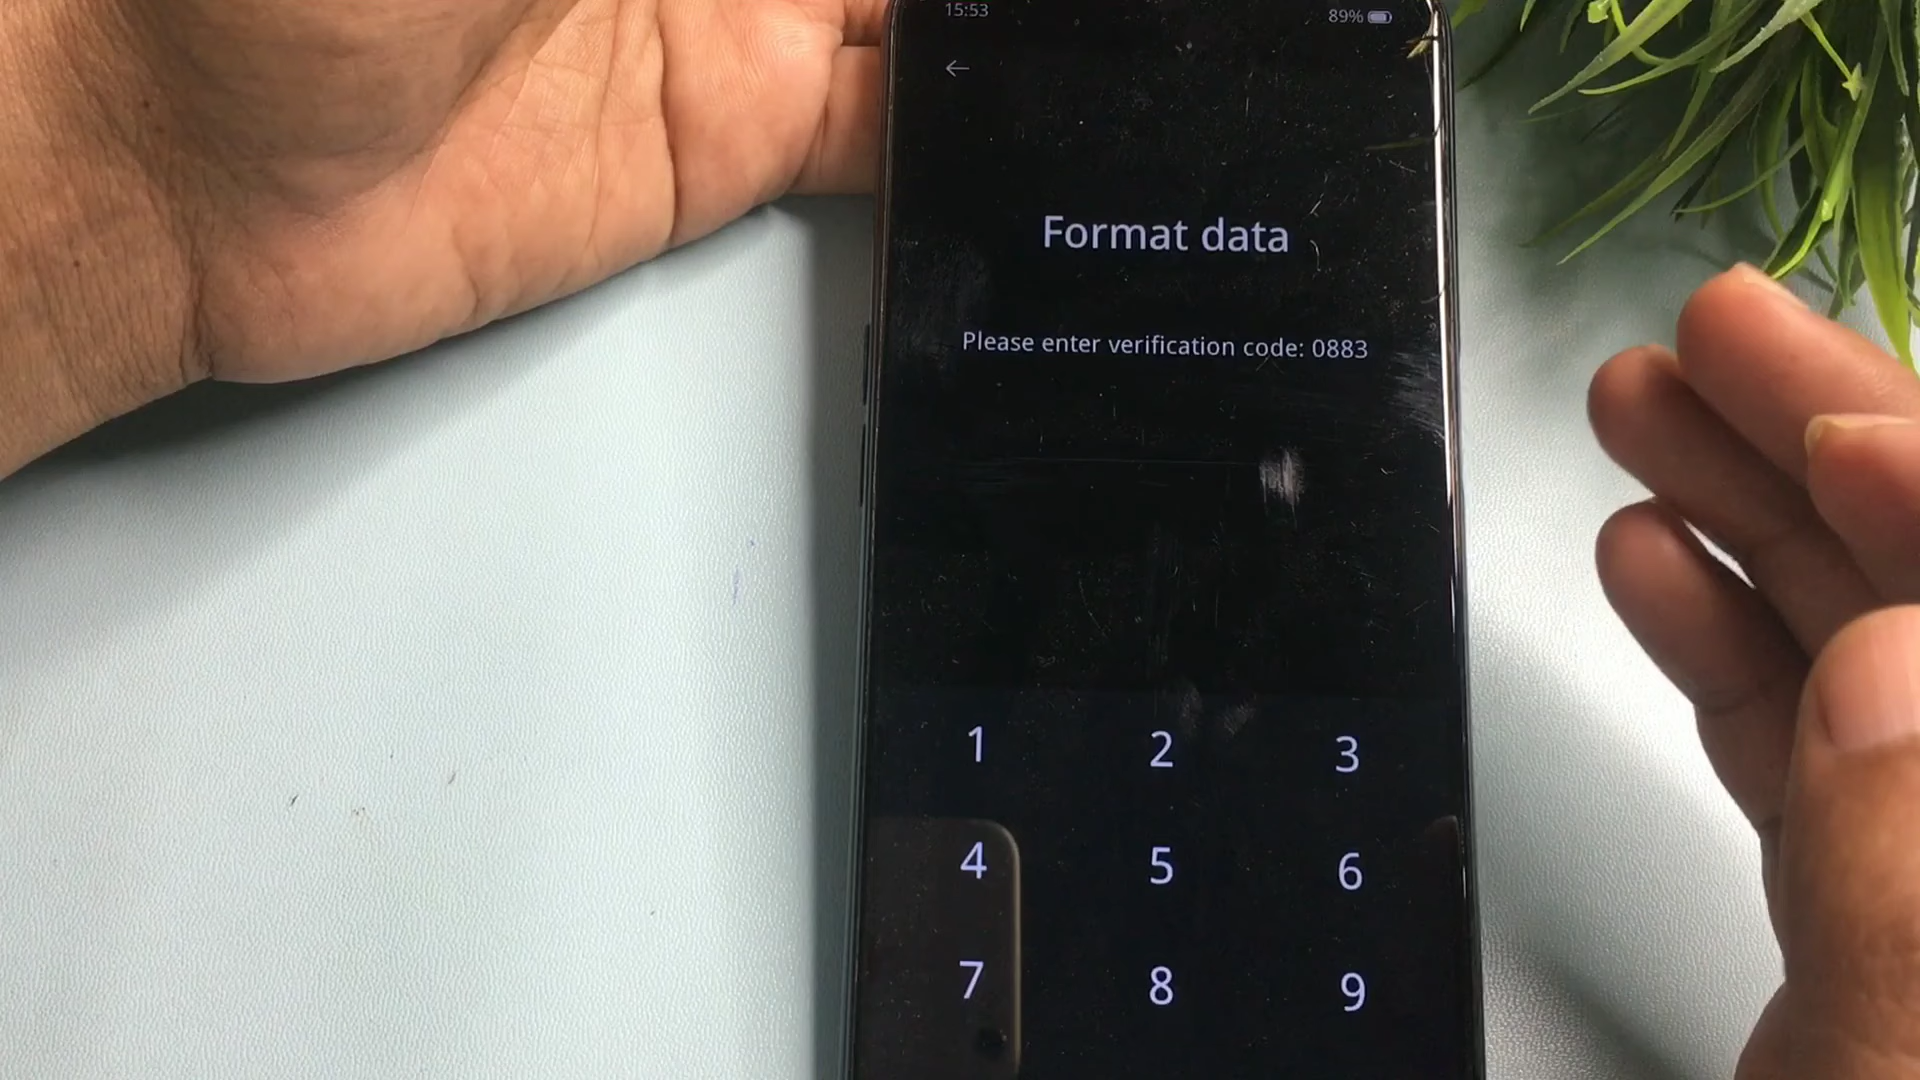 15:53 89%
Format data
Please enter verification code: 0883
1 2 3
4 5 6
7 8 9